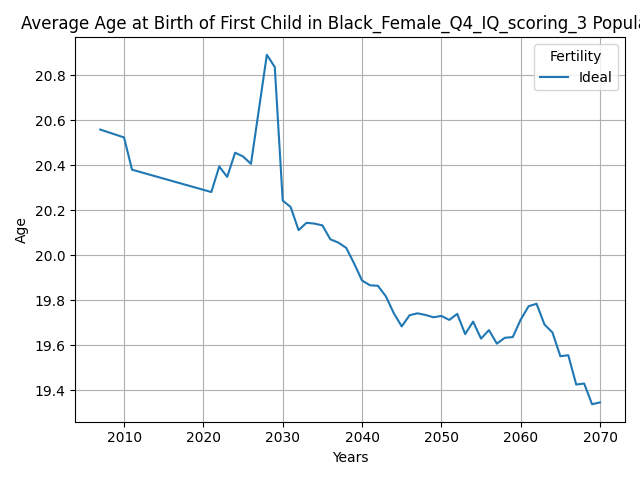 Average Age at Birth of First Child in Black_Female_Q4_IQ_scoring_3 Popula
Fertility
Ideal
20.8
20.6
20.4
20.2
20.0
19.8
19.6
19.4
Age
2010 2020 2030 2040 2050 2060 2070
Years